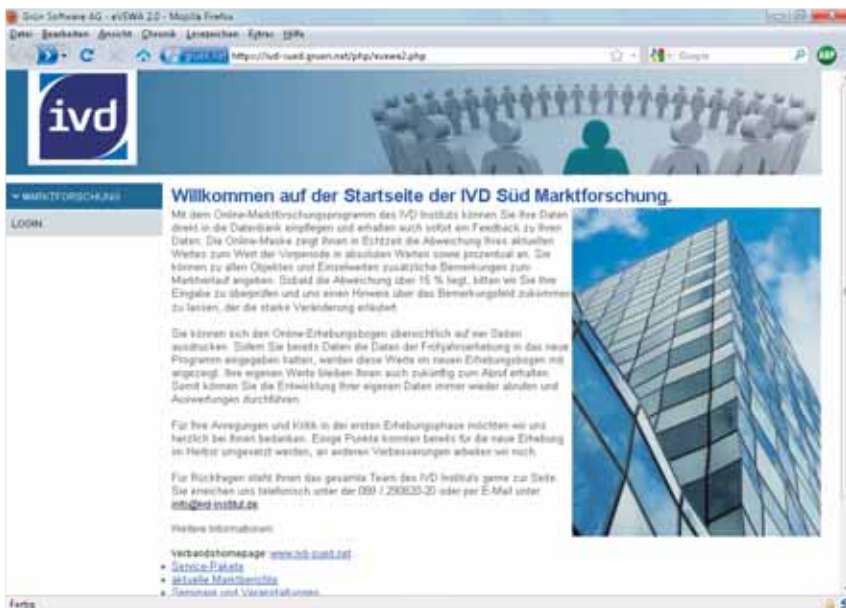 Grün Software AG - eVEWA 2.0 - Mozilla Firefox
Datei Bearbeiten Ansicht Chronik Lesezeichen Extras Hilfe
gruen.net https://ivd-sued.gruen.net/php/evewa2.php
Google
ABP
ivd
MARKTFORSCHUNG
LOGIN
Willkommen auf der Startseite der IVD Süd Marktforschung.
Mit dem Online-Marktforschungsprogramm des IVD Instituts können Sie Ihre Daten
direkt in die Datenbank einpflegen und erhalten auch sofort ein Feedback zu Ihren
Daten. Die Online-Maske zeigt Ihnen in Echtzeit die Abweichung Ihres aktuellen
Wertes zum Wert der Vorperiode in absoluten Werten sowie prozentual an. Sie
können zu allen Objekten und Einzelwerten zusätzliche Bemerkungen zum
Marktverlauf angeben. Sobald die Abweichung über 15 % liegt, bitten wir Sie Ihre
Eingabe zu überprüfen und uns einen Hinweis über das Bemerkungsfeld zukommen
zu lassen, der die starke Veränderung erläutert.
Sie können sich den Online-Erhebungsbogen übersichtlich auf vier Seiten
ausdrucken. Sofern Sie bereits Daten die Daten der Frühjahrserhebung in das neue
Programm eingegeben hatten, werden diese Werte im neuen Erhebungsbogen mit
angezeigt. Ihre eigenen Werte bleiben Ihnen auch zukünftig zum Abruf erhalten.
Somit können Sie die Entwicklung Ihrer eigenen Daten immer wieder abrufen und
Auswertungen durchführen.
Für Ihre Anregungen und Kritik in der ersten Erhebungsphase möchten wir uns
herzlich bei Ihnen bedanken. Einige Punkte konnten bereits für die neue Erhebung
im Herbst umgesetzt werden, an anderen Verbesserungen arbeiten wir noch.
Für Rückfragen steht Ihnen das gesamte Team des IVD Instituts gerne zur Seite.
Sie erreichen uns telefonisch unter der 089 / 290820-20 oder per E-Mail unter
info@ivd-institut.de
Weitere Informationen:
Verbandshomepage: www.ivd-sued.net
Service-Pakete
aktuelle Marktberichte
Seminare und Veranstaltungen
Fertig